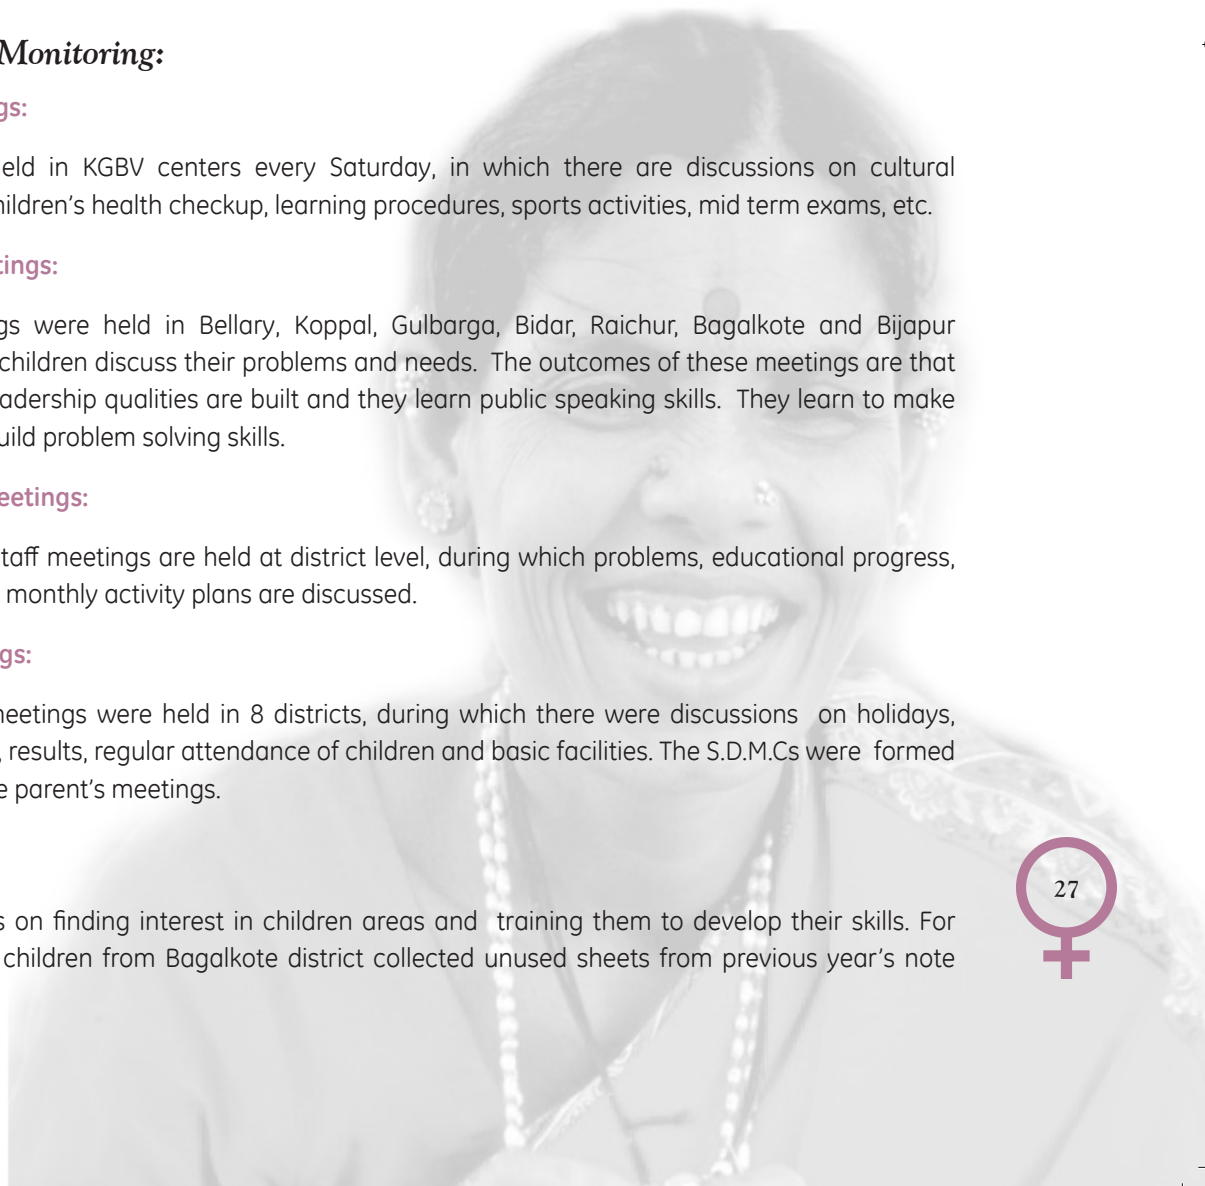 Monitoring:
gs:
eld in KGBV centers every Saturday, in which there are discussions on cultural
hildren's health checkup, learning procedures, sports activities, mid term exams, etc.
tings:
gs were held in Bellary, Koppal, Gulbarga, Bidar, Raichur, Bagalkote and Bijapur
children discuss their problems and needs. The outcomes of these meetings are that
adership qualities are built and they learn public speaking skills. They learn to make
uild problem solving skills.
eetings:
taff meetings are held at district level, during which problems, educational progress,
monthly activity plans are discussed.
gs:
neetings were held in 8 districts, during which there were discussions on holidays,
, results, regular attendance of children and basic facilities. The S.D.M.Cs were formed
e parent's meetings.
s on finding interest in children areas and training them to develop their skills. For
children from Bagalkote district collected unused sheets from previous year's note
27